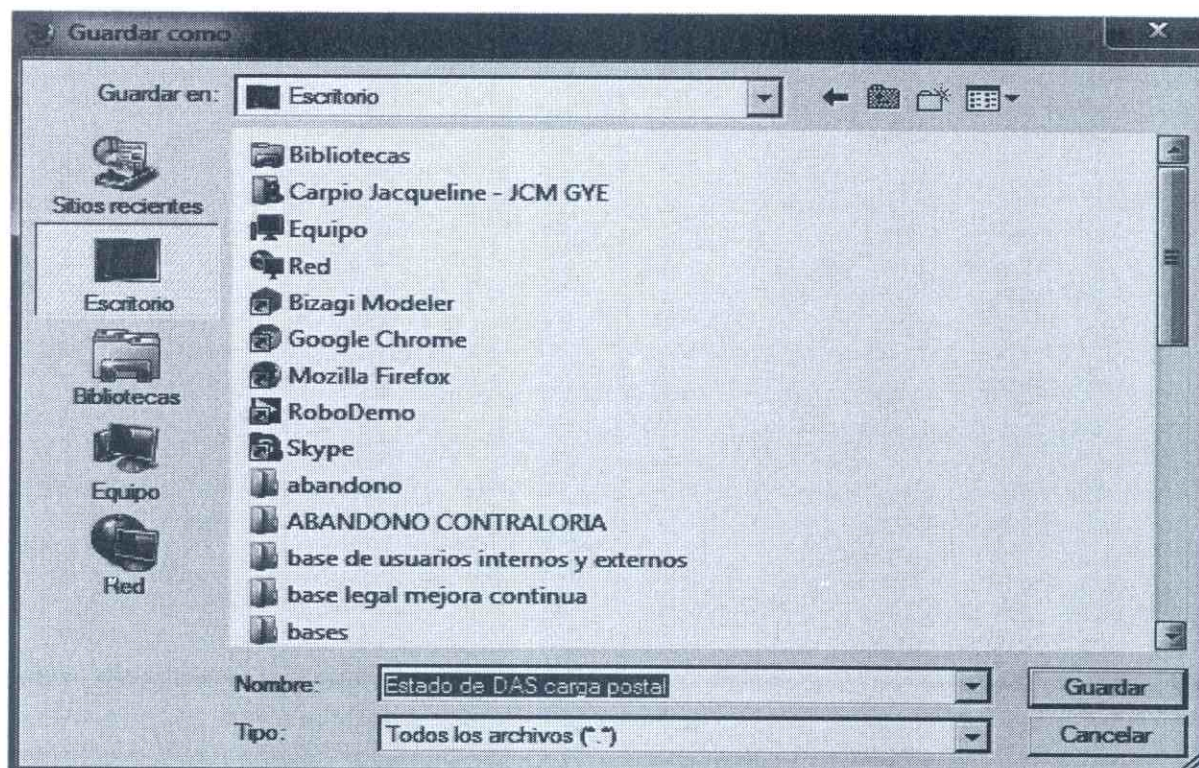 Guardar como
Guardar en:
Escritorio
Sitios recientes
Escritorio
Bibliotecas
Equipo
Red
Bibliotecas
Carpio Jacqueline - JCM GYE
Equipo
Red
Bizagi Modeler
Google Chrome
Mozilla Firefox
RoboDemo
Skype
abandono
ABANDONO CONTRALORIA
base de usuarios internos y externos
base legal mejora continua
bases
Nombre:
Estado de DAS carga postal
Guardar
Tipo:
Todos los archivos (*.*)
Cancelar